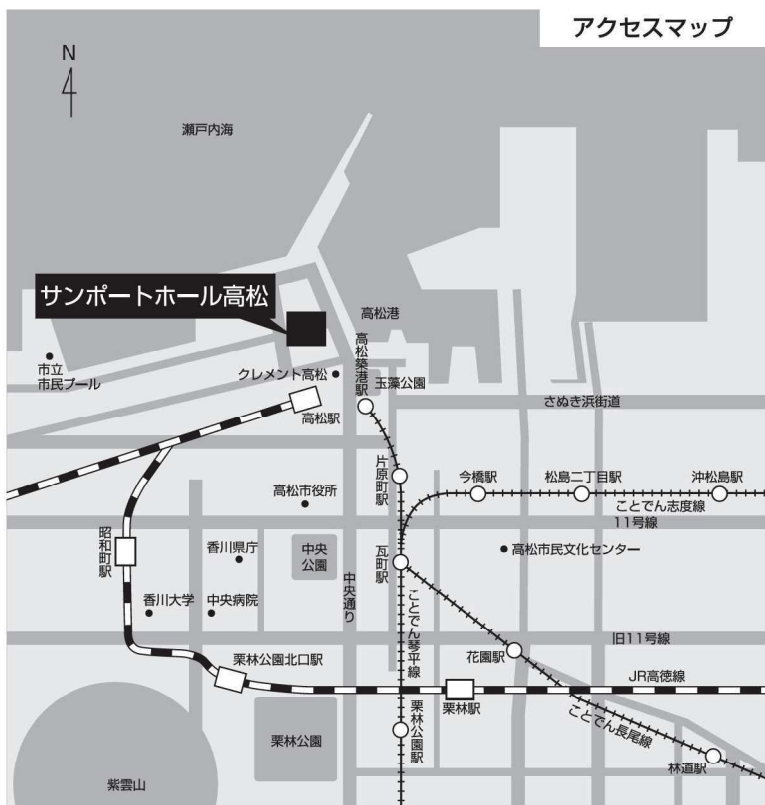 アクセスマップ
N
瀬戸内海
サンポートホール高松
高松港
高松築港駅
市立
市民プール
クレメント高松
玉藻公園
高松駅
さぬき浜街道
片原町駅
今橋駅
松島二丁目駅
沖松島駅
高松市役所
ことでん志度線
11号線
昭和町駅
香川県庁
中央
公園
瓦町駅
高松市民文化センター
中央通り
香川大学
中央病院
ことでん琴平線
旧11号線
花園駅
栗林公園北口駅
JR高徳線
栗林駅
栗林公園
栗林公園駅
ことでん長尾線
林道駅
紫雲山